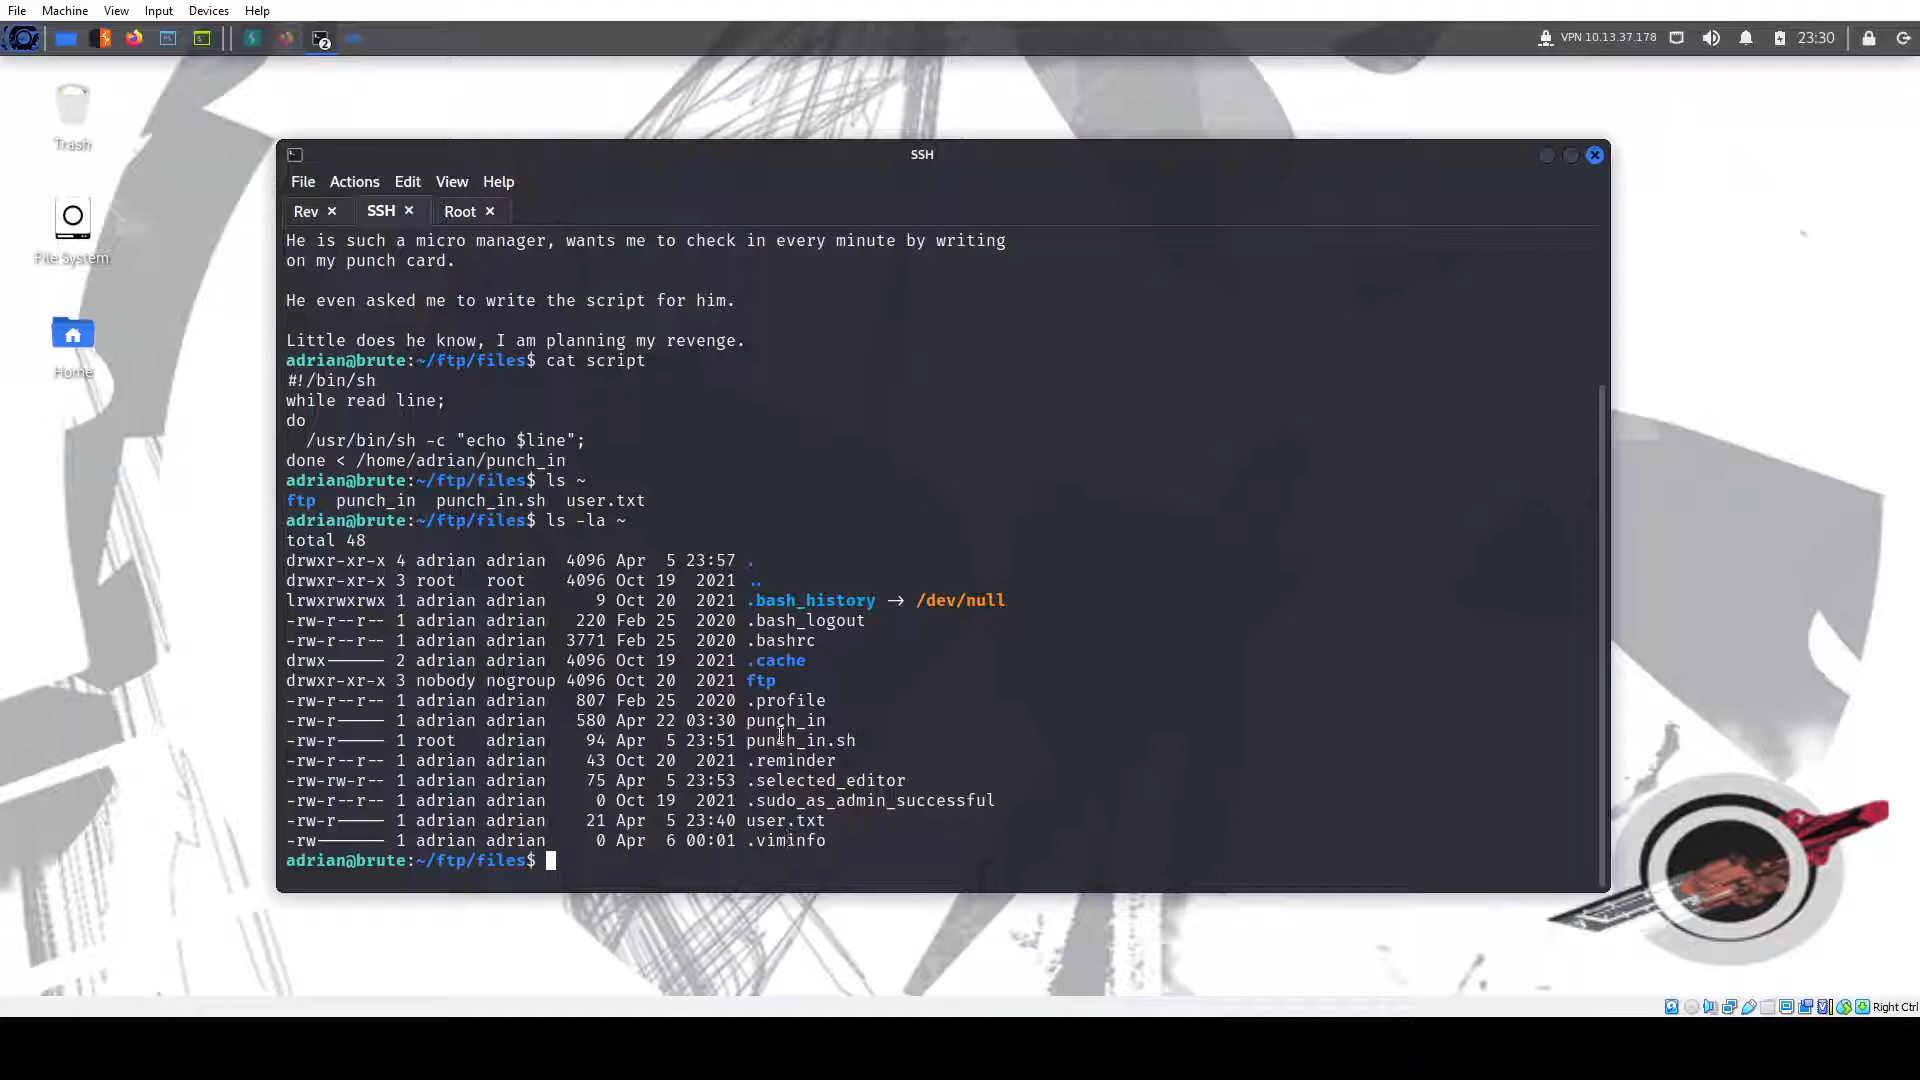 File Machine View Input Devices Help
2 VPN 10.13.37.178 23:30
Trash
File System
Home
SSH
File Actions Edit View Help
Rev × SSH × Root ×
He is such a micro manager, wants me to check in every minute by writing
on my punch card.
He even asked me to write the script for him.
Little does he know, I am planning my revenge.
adrian@brute:~/ftp/files$ cat script
#!/bin/sh
while read line;
do
/usr/bin/sh -c "echo $line";
done < /home/adrian/punch_in
adrian@brute:~/ftp/files$ ls ~
ftp punch_in punch_in.sh user.txt
adrian@brute:~/ftp/files$ ls -la ~
total 48
drwxr-xr-x 4 adrian adrian 4096 Apr 5 23:57 .
drwxr-xr-x 3 root root 4096 Oct 19 2021 ..
lrwxrwxrwx 1 adrian adrian 9 Oct 20 2021 .bash_history -> /dev/null
-rw-r--r-- 1 adrian adrian 220 Feb 25 2020 .bash_logout
-rw-r--r-- 1 adrian adrian 3771 Feb 25 2020 .bashrc
drwx------ 2 adrian adrian 4096 Oct 19 2021 .cache
drwxr-xr-x 3 nobody nogroup 4096 Oct 20 2021 ftp
-rw-r--r-- 1 adrian adrian 807 Feb 25 2020 .profile
-rw-r----- 1 adrian adrian 580 Apr 22 03:30 punch_in
-rw-r----- 1 root adrian 94 Apr 5 23:51 punch_in.sh
-rw-r--r-- 1 adrian adrian 43 Oct 20 2021 .reminder
-rw-rw-r-- 1 adrian adrian 75 Apr 5 23:53 .selected_editor
-rw-r--r-- 1 adrian adrian 0 Oct 19 2021 .sudo_as_admin_successful
-rw-r----- 1 adrian adrian 21 Apr 5 23:40 user.txt
-rw------- 1 adrian adrian 0 Apr 6 00:01 .viminfo
adrian@brute:~/ftp/files$
Right Ctrl